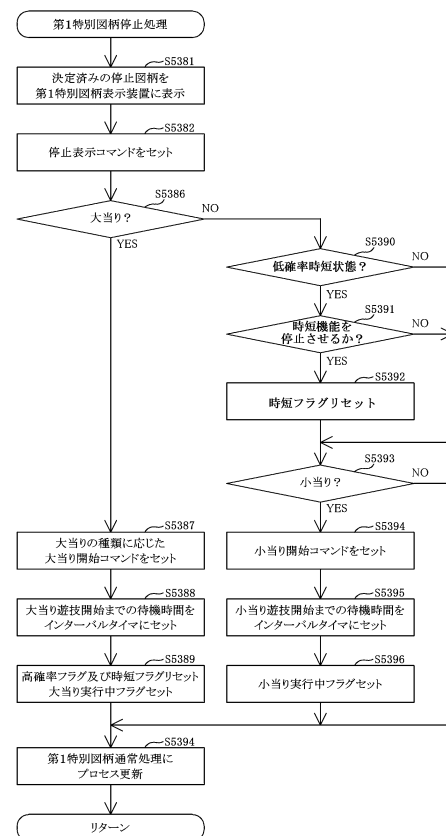 第1特別図柄停止処理
S5381
決定済みの停止図柄を
第1特別図柄表示装置に表示
S5382
停止表示コマンドをセット
S5386
大当り？
NO
YES
S5390
低確率時短状態？
NO
YES
S5391
時短機能を
停止させるか？
NO
YES
S5392
時短フラグリセット
S5393
小当り？
NO
YES
S5387
大当りの種類に応じた
大当り開始コマンドをセット
S5394
小当り開始コマンドをセット
S5388
大当り遊技開始までの待機時間を
インターバルタイマにセット
S5395
小当り遊技開始までの待機時間を
インターバルタイマにセット
S5389
高確率フラグ及び時短フラグリセット
大当り実行中フラグセット
S5396
小当り実行中フラグセット
S5394
第1特別図柄通常処理に
プロセス更新
リターン